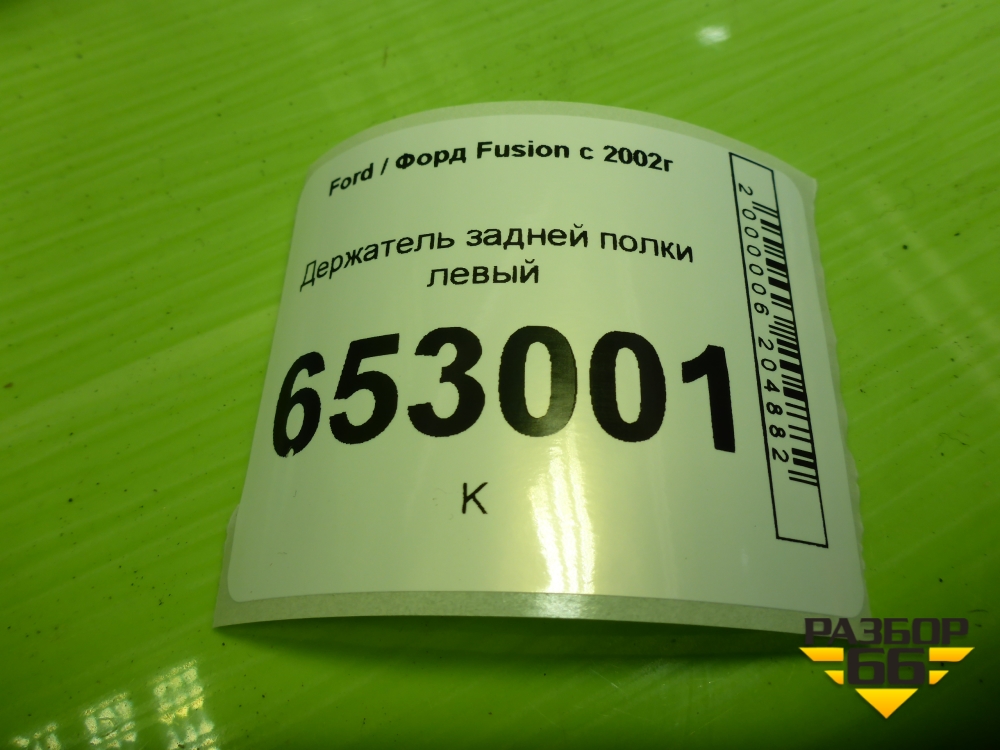 Ford / Форд Fusion с 2002г
Держатель задней полки
левый
653001
К
2000006204882
РАЗБОР
66